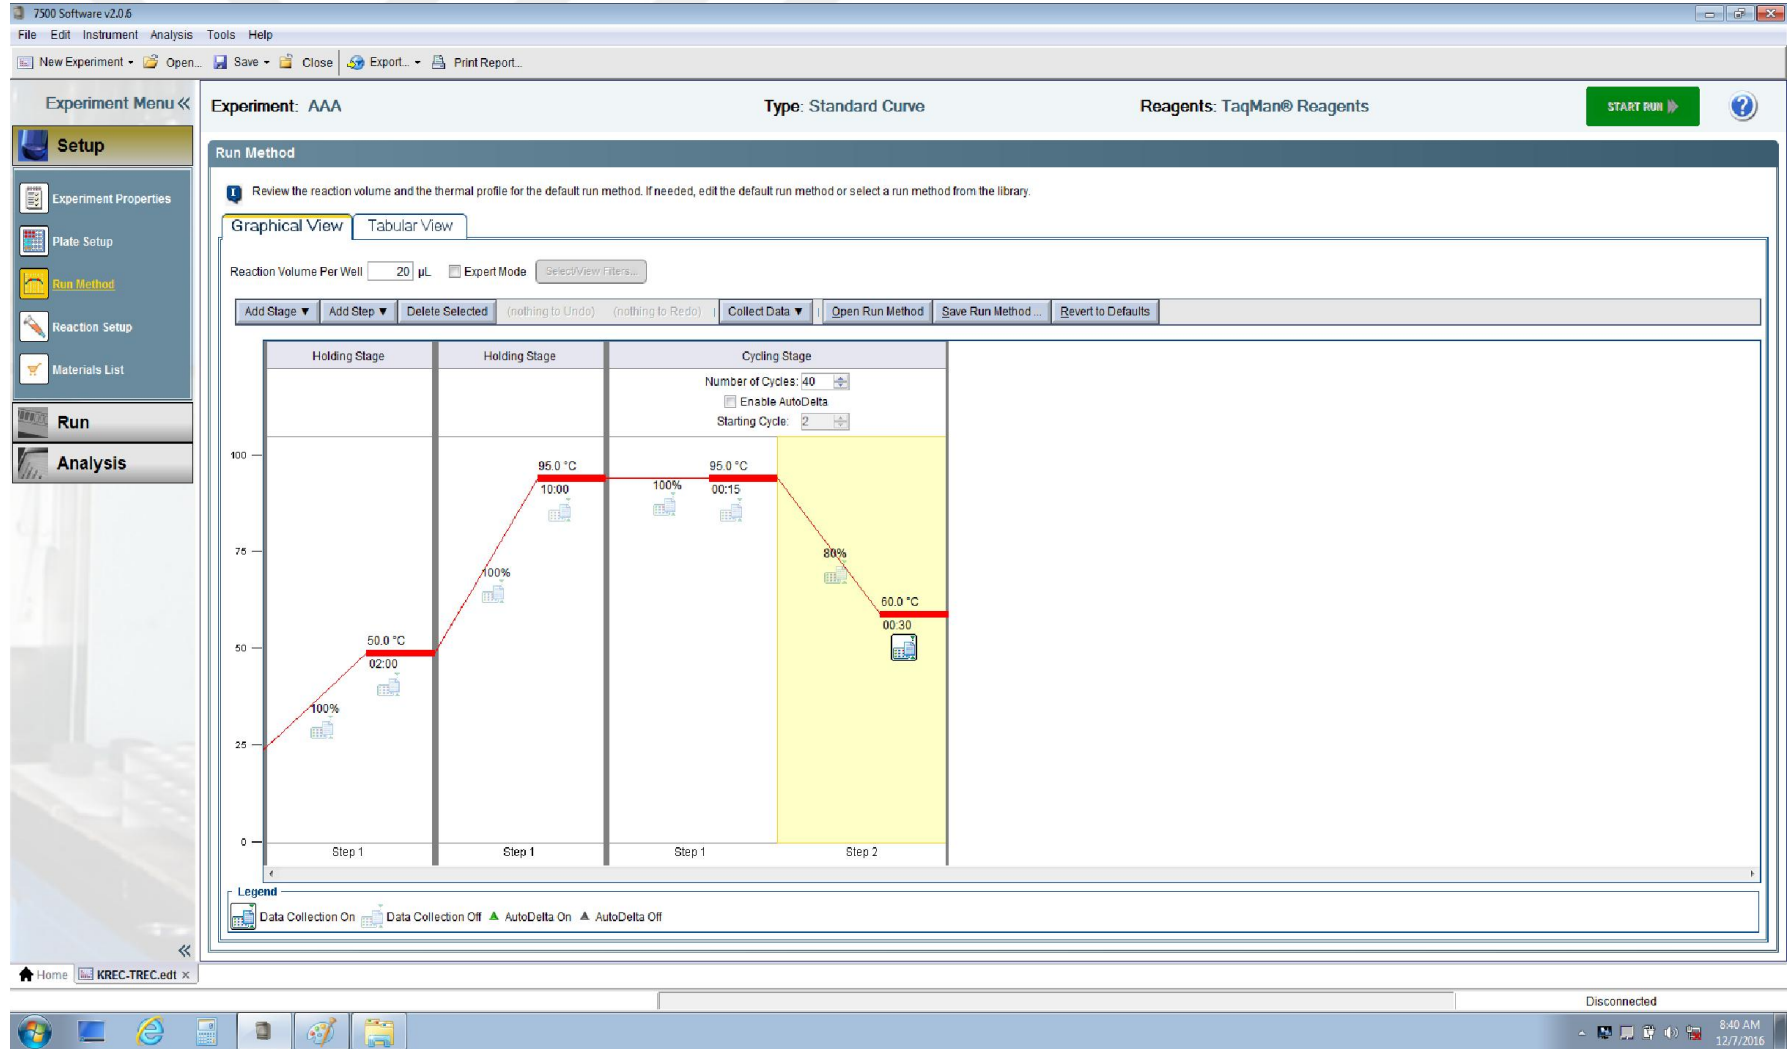 7500 Software v2.0.6
File Edit Instrument Analysis Tools Help
New Experiment Open... Save Close Export... Print Report...
Experiment Menu «
Experiment: AAA Type: Standard Curve Reagents: TaqMan® Reagents START RUN
Setup
Run Method
Experiment Properties
Plate Setup
Run Method
Reaction Setup
Materials List
Run
Analysis
Review the reaction volume and the thermal profile for the default run method. If needed, edit the default run method or select a run method from the library.
Graphical View Tabular View
Reaction Volume Per Well 20 µL Expert Mode Select/View Filters...
Add Stage ▼ Add Step ▼ Delete Selected (nothing to Undo) (nothing to Redo) Collect Data ▼ Open Run Method Save Run Method ... Revert to Defaults
Holding Stage Holding Stage Cycling Stage
Number of Cycles: 40
Enable AutoDelta
Starting Cycle: 2
100
95.0 °C 95.0 °C
10:00 100% 00:15
75 80%
100%
60.0 °C
00:30
50 50.0 °C
02:00
100%
25
0
Step 1 Step 1 Step 1 Step 2
Legend
Data Collection On Data Collection Off AutoDelta On AutoDelta Off
«
Home KREC-TREC.edt ×
Disconnected
8:40 AM
12/7/2016